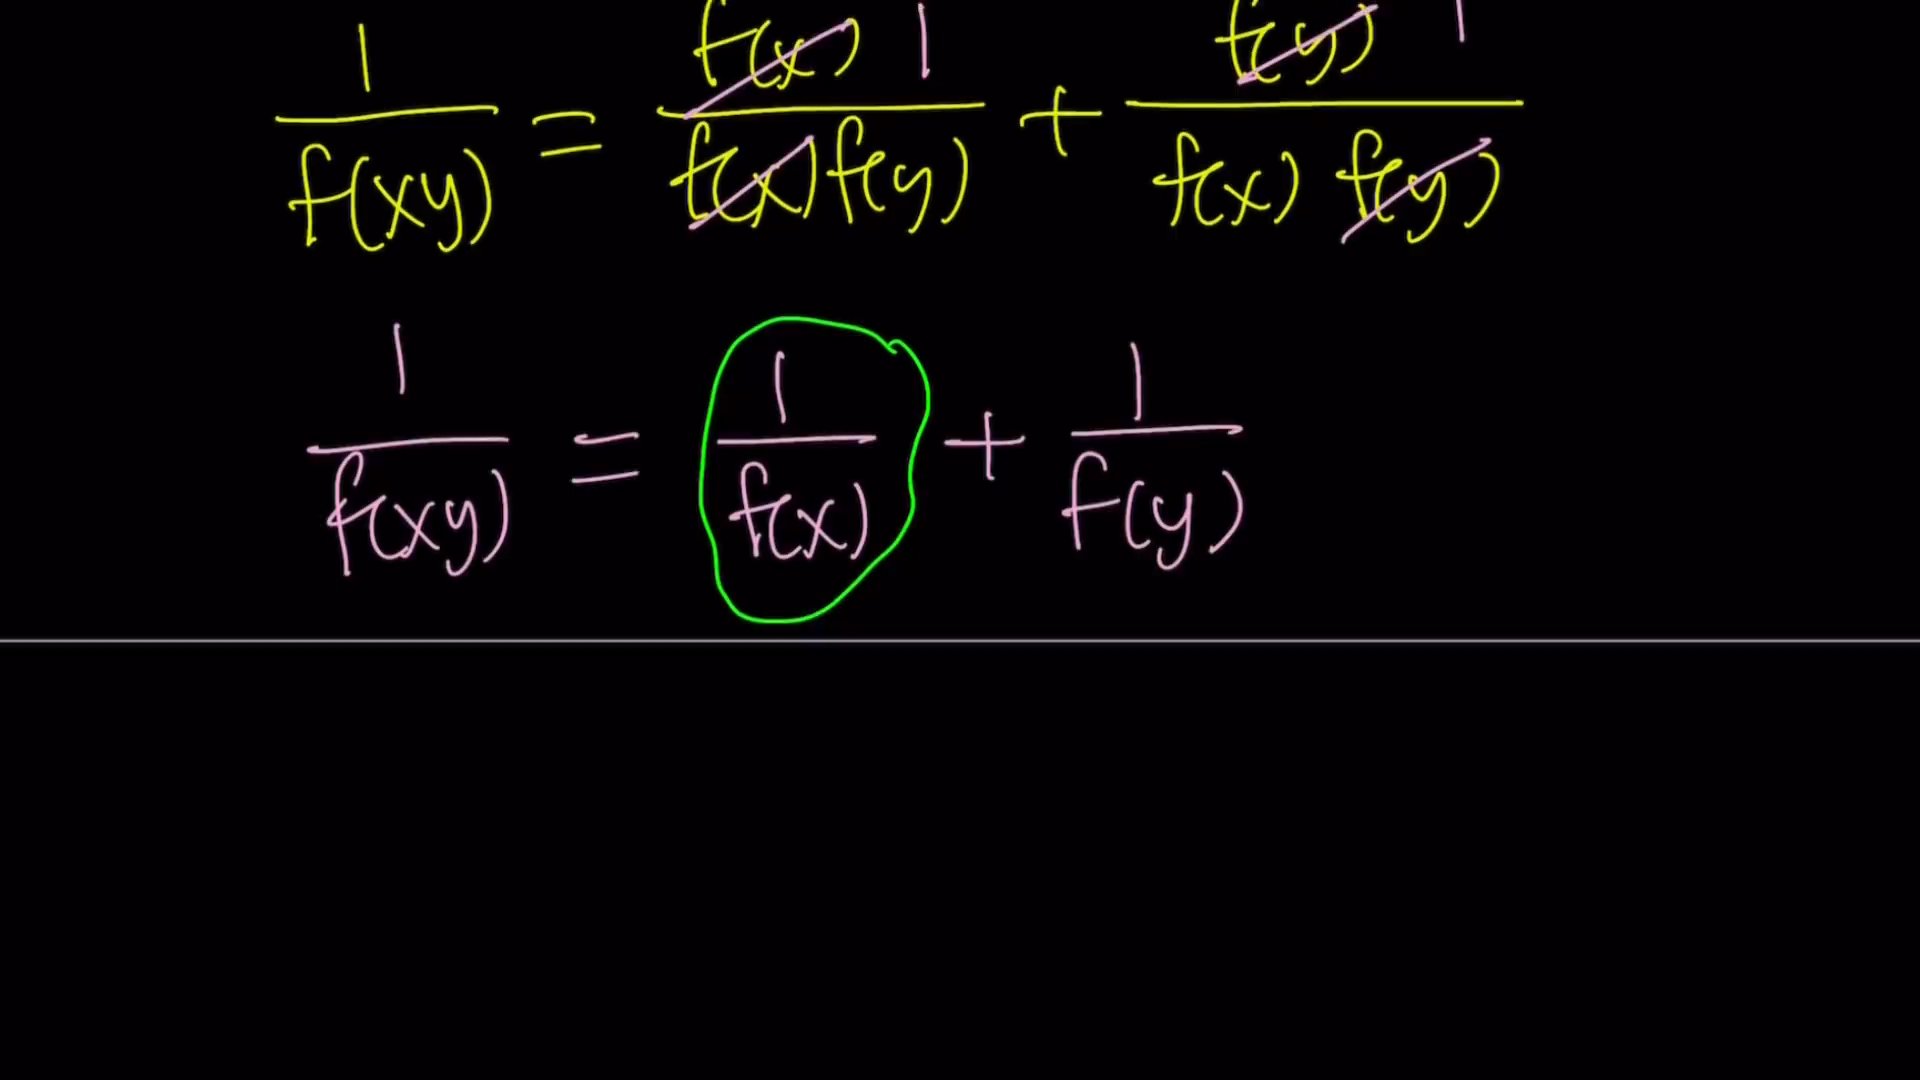 1/f(xy) = f(x) 1/f(x)f(y) + f(y) 1/f(x) f(y)
1/f(xy) = 1/f(x) + 1/f(y)